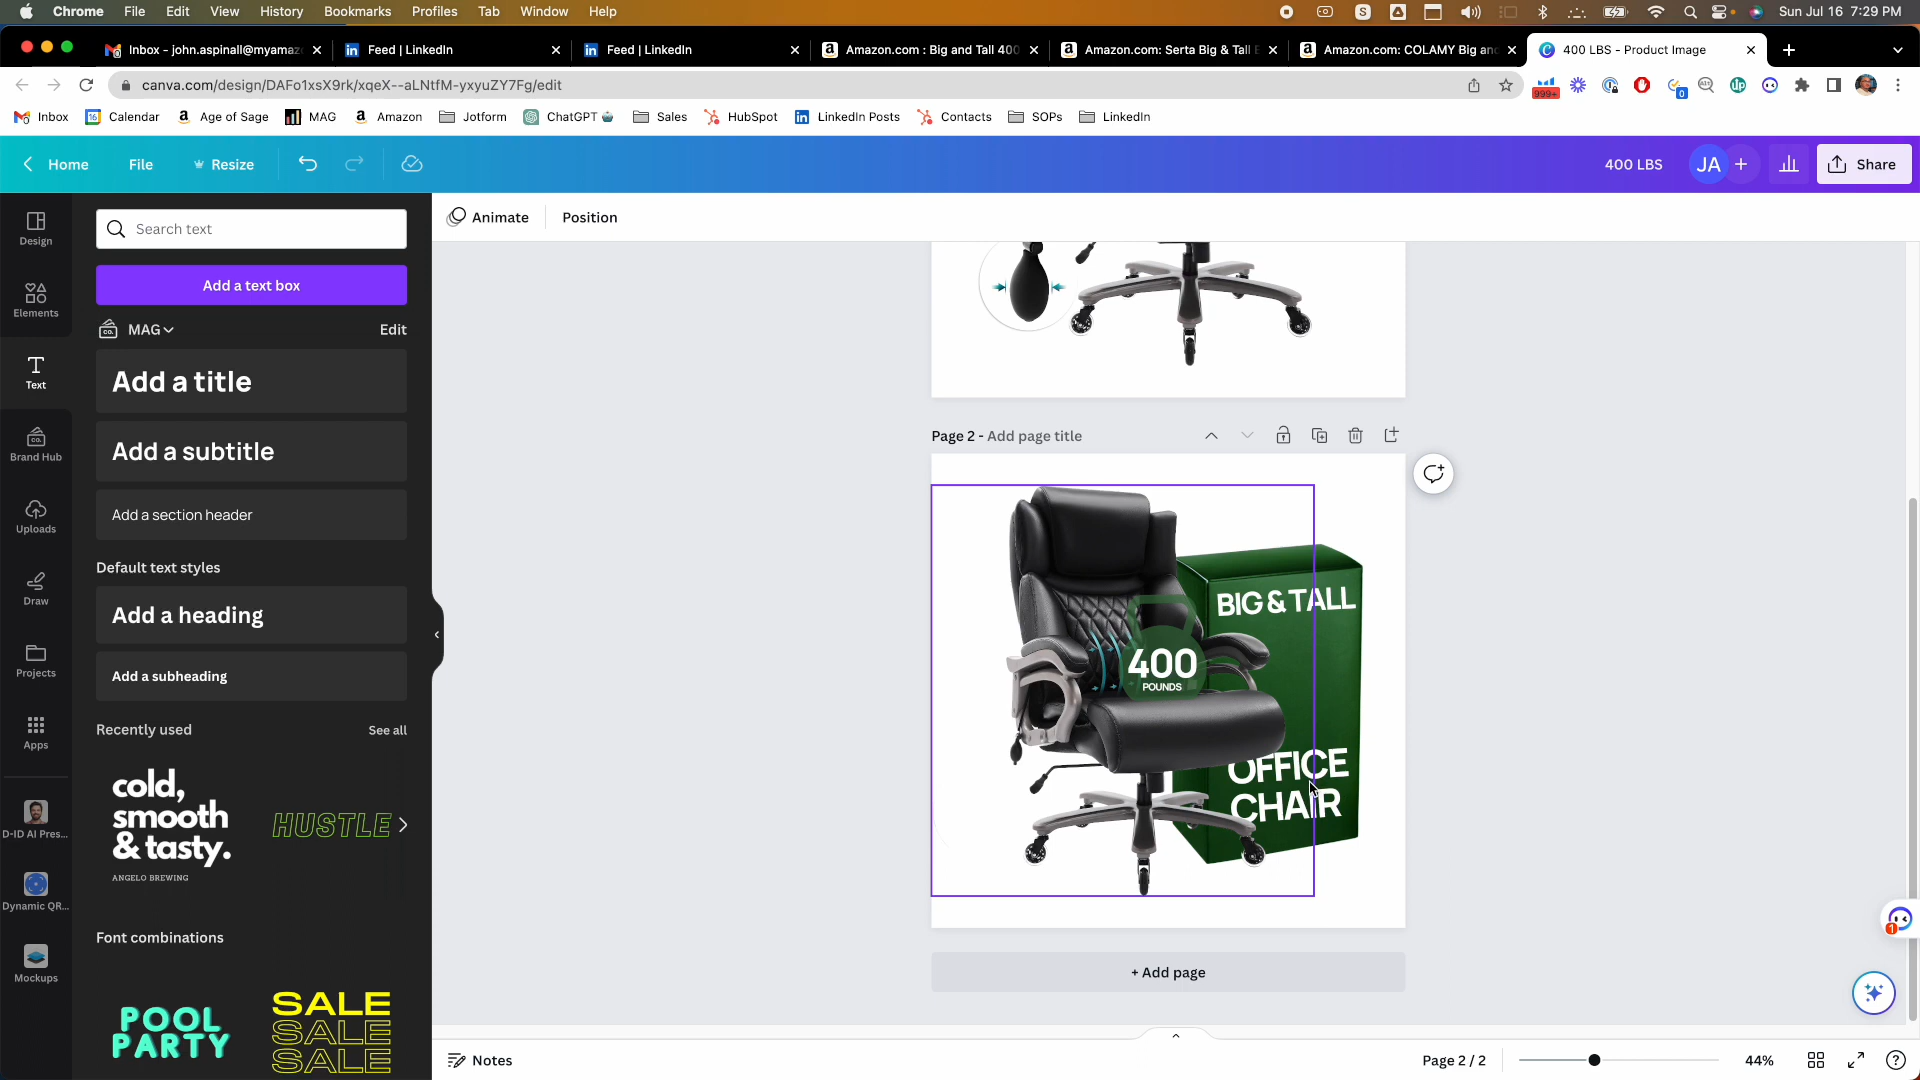 Chrome File Edit View History Bookmarks Profiles Tab Window Help
Sun Jul 16 7:29 PM
Inbox - john.aspinall@myamaz
Feed | LinkedIn
Feed | LinkedIn
Amazon.com : Big and Tall 400
Amazon.com: Serta Big & Tall E
Amazon.com: COLAMY Big an
400 LBS - Product Image
canva.com/design/DAFo1xsX9rk/xqeX--aLNtfM-yxyuZY7Fg/edit
999+
0
Inbox
16
Calendar
Age of Sage
MAG
Amazon
Jotform
ChatGPT
Sales
HubSpot
LinkedIn Posts
Contacts
SOPs
LinkedIn
Home
File
Resize
400 LBS
JA
+
Share
Design
Elements
Text
Brand Hub
Uploads
Draw
Projects
Apps
D-ID AI Pres...
Dynamic QR...
Mockups
Search text
Add a text box
MAG
Edit
Add a title
Add a subtitle
Add a section header
Default text styles
Add a heading
Add a subheading
Recently used
See all
cold,
smooth
& tasty.
ANGELO BREWING
HUSTLE
Font combinations
POOL
PARTY
SALE
SALE
SALE
Animate
Position
Page 2 - Add page title
BIG & TALL
400
POUNDS
OFFICE
CHAIR
+ Add page
1
Notes
Page 2 / 2
44%